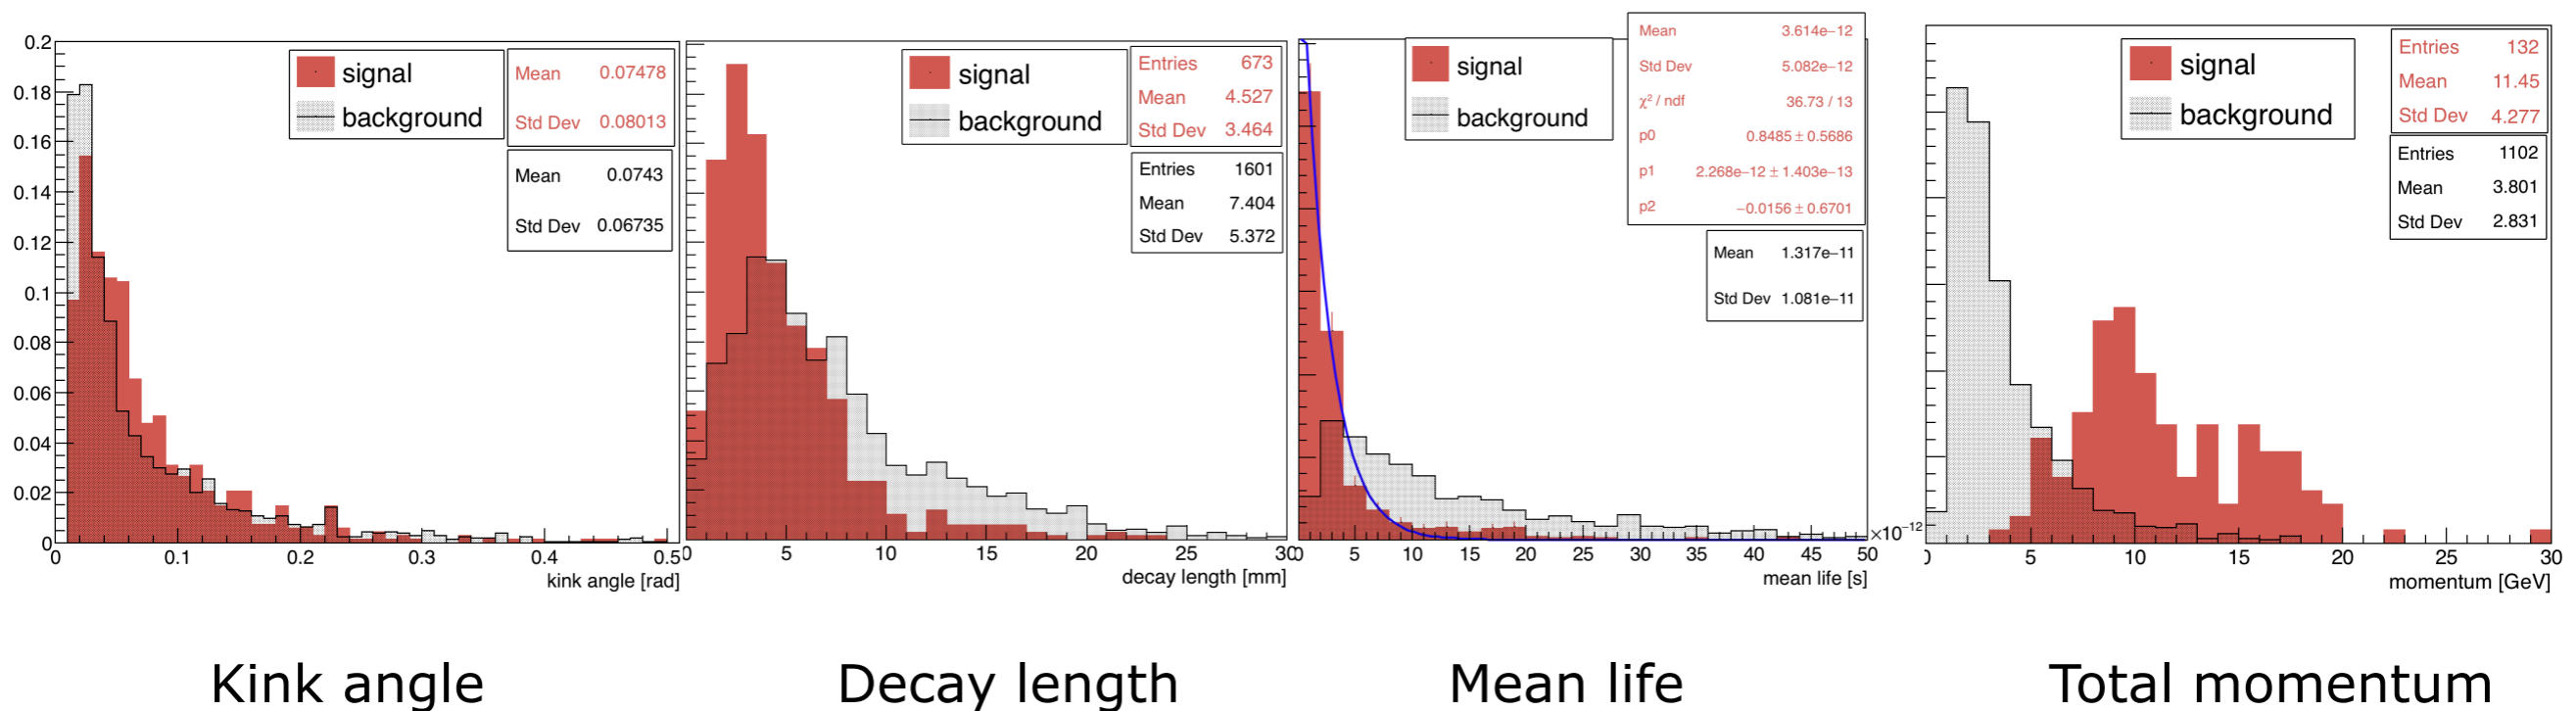 0.2
0.18
0.16
0.14
0.12
0.1
0.08
0.06
0.04
0.02
0
signal
background
Mean 0.07478
Std Dev 0.08013
Mean 0.0743
Std Dev 0.06735
0 0.1 0.2 0.3 0.4 0.5
kink angle [rad]
signal
background
Entries 673
Mean 4.527
Std Dev 3.464
Entries 1601
Mean 7.404
Std Dev 5.372
5 10 15 20 25 30
decay length [mm]
signal
background
Mean 3.614e−12
Std Dev 5.082e−12
χ² / ndf 36.73 / 13
p0 0.8485 ± 0.5686
p1 2.268e−12 ± 1.403e−13
p2 −0.0156 ± 0.6701
Mean 1.317e−11
Std Dev 1.081e−11
×10⁻¹²
0 5 10 15 20 25 30 35 40 45 50
mean life [s]
signal
background
Entries 132
Mean 11.45
Std Dev 4.277
Entries 1102
Mean 3.801
Std Dev 2.831
0 5 10 15 20 25 30
momentum [GeV]
Kink angle
Decay length
Mean life
Total momentum